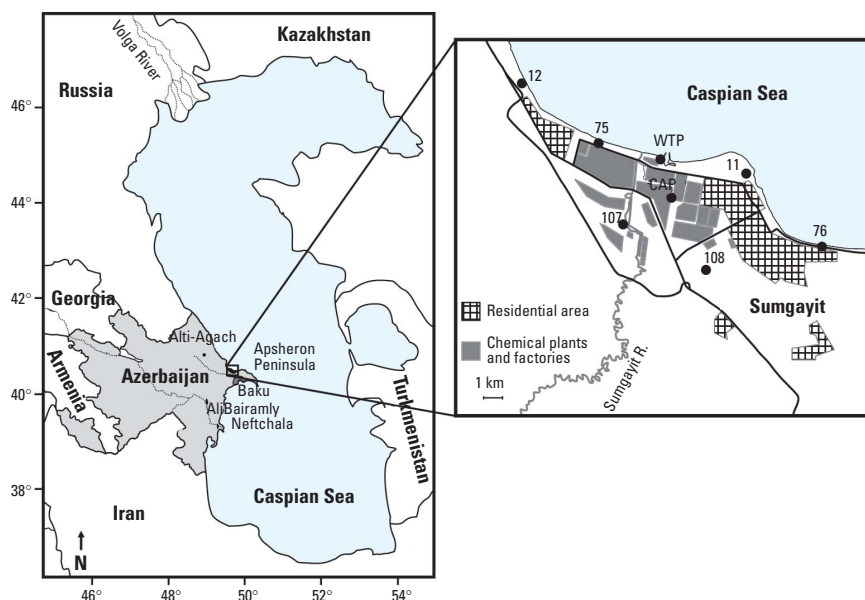 Kazakhstan
Volga River
Russia
46°
44°
42°
40°
38°
Georgia
Alti-Agach
Apsheron
Peninsula
Armenia
Azerbaijan
Baku
AliBairamly
Neftchala
Turkmenistan
Iran
Caspian Sea
N
46°
48°
50°
52°
54°
12
Caspian Sea
75
WTP
11
CAP
107
76
108
Sumgayit
Residential area
Chemical plants
and factories
1 km
Sumgayit R.